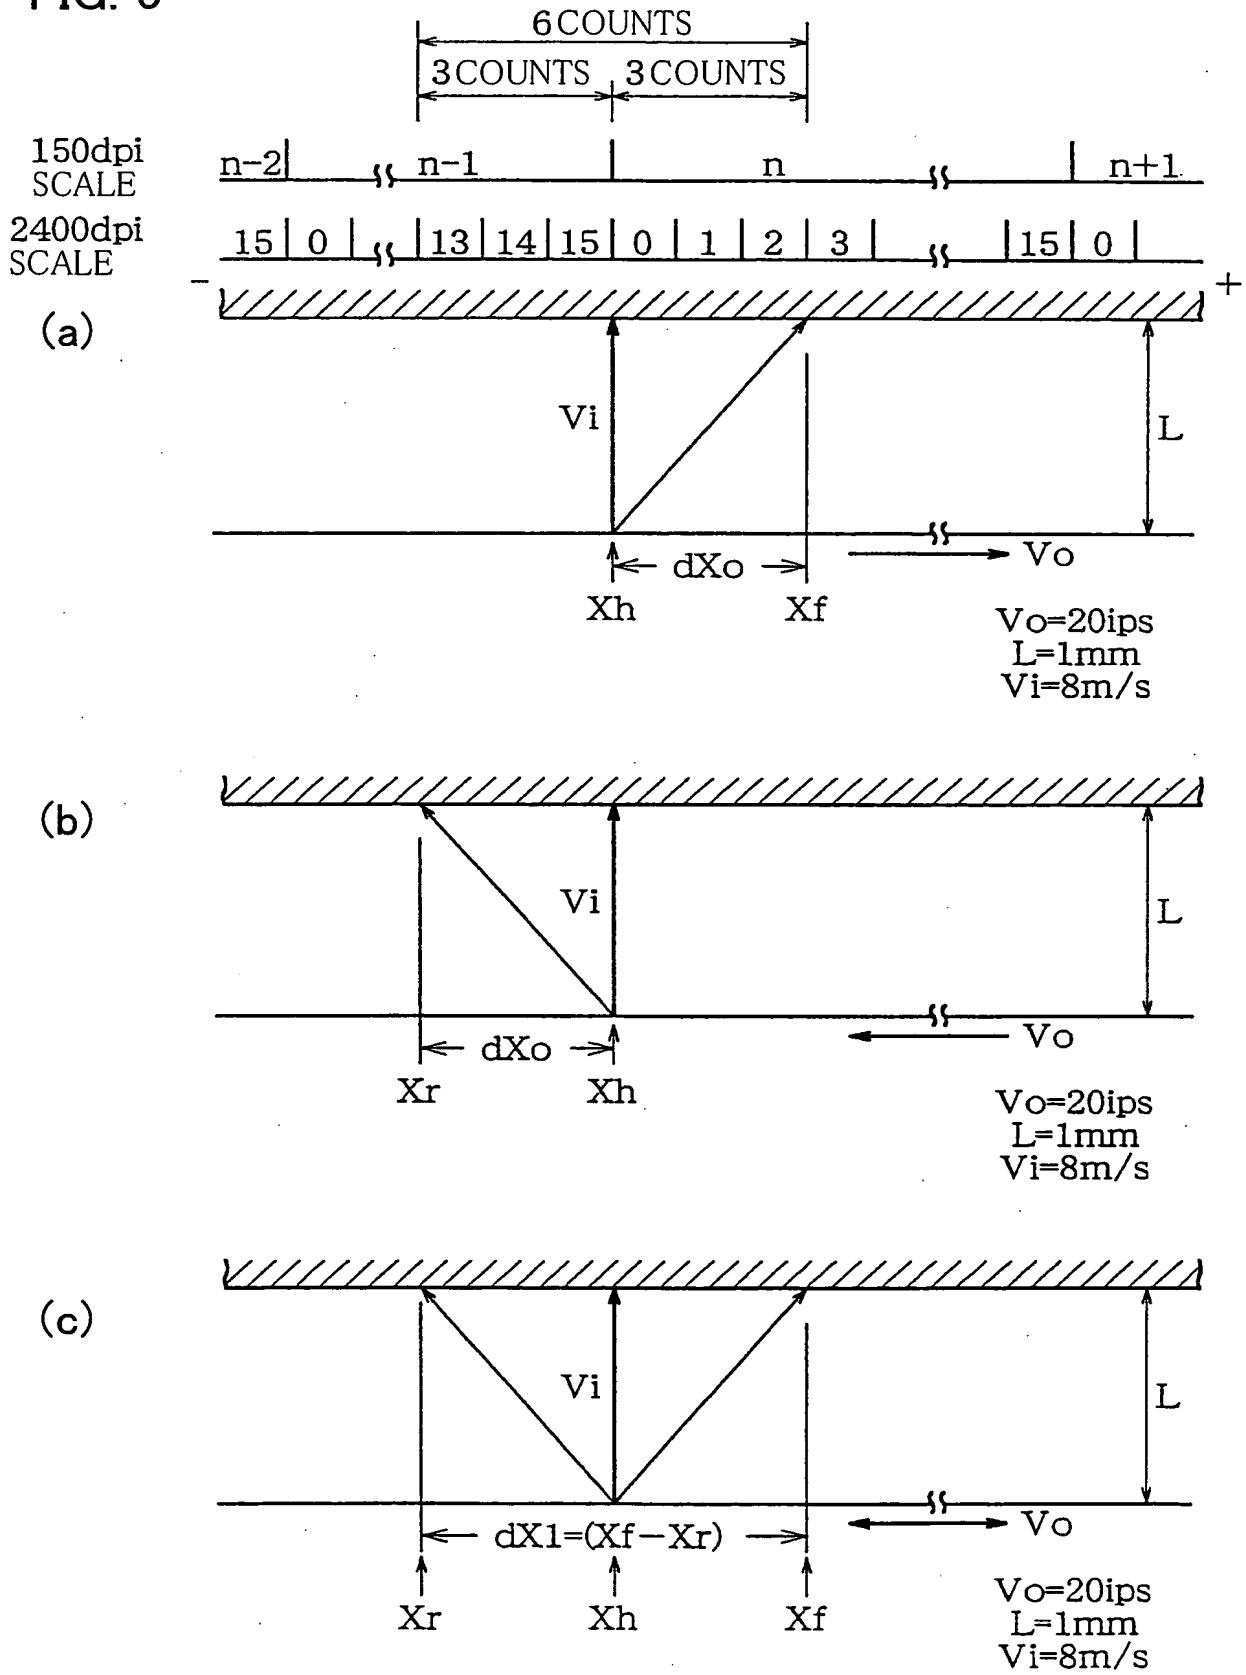 6COUNTS
3COUNTS 3COUNTS
150dpi
SCALE
n-2 n-1 n n+1
2400dpi
SCALE
15 0 13 14 15 0 1 2 3 15 0
- +
(a)
Vi L
dXo Vo
Xh Xf
Vo=20ips
L=1mm
Vi=8m/s
(b)
Vi L
dXo Vo
Xr Xh
Vo=20ips
L=1mm
Vi=8m/s
(c)
Vi L
dX1=(Xf-Xr) Vo
Xr Xh Xf
Vo=20ips
L=1mm
Vi=8m/s